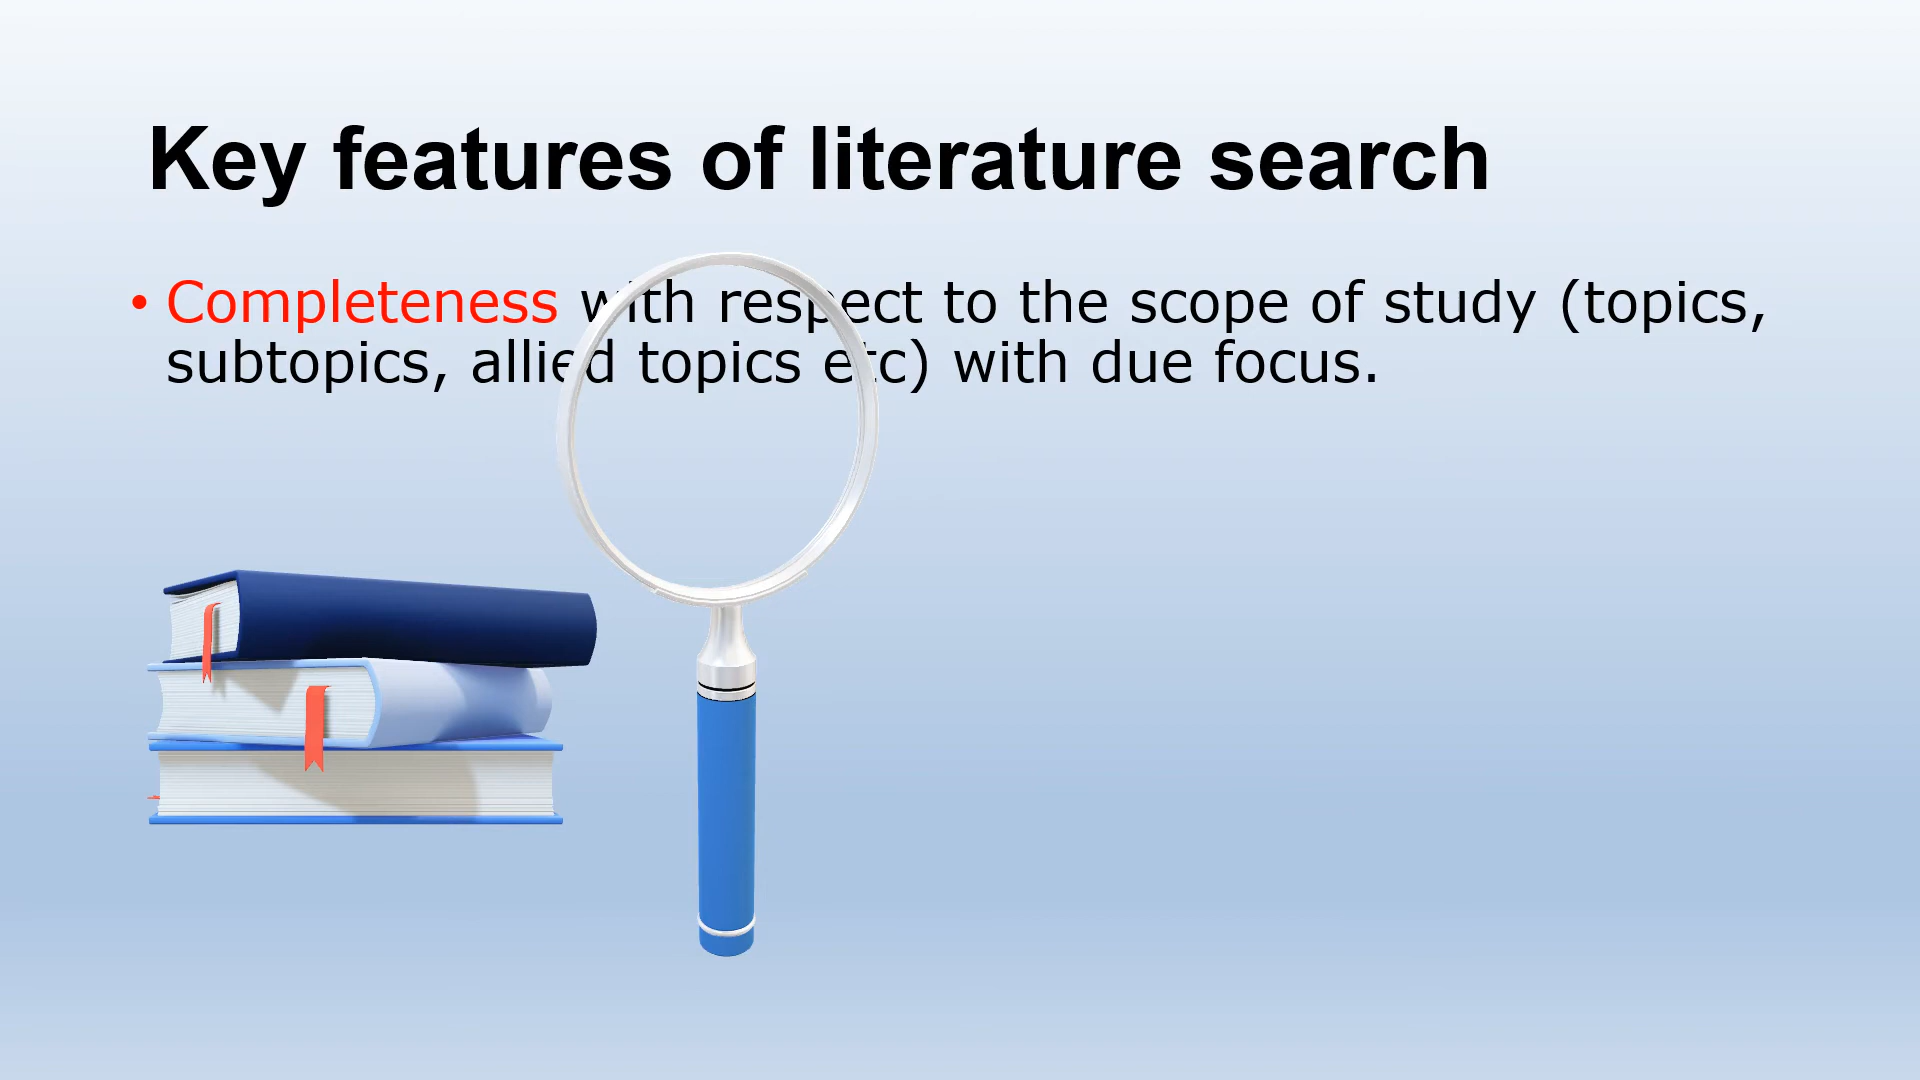 Key features of literature search
• Completeness with respect to the scope of study (topics,
subtopics, allied topics etc) with due focus.